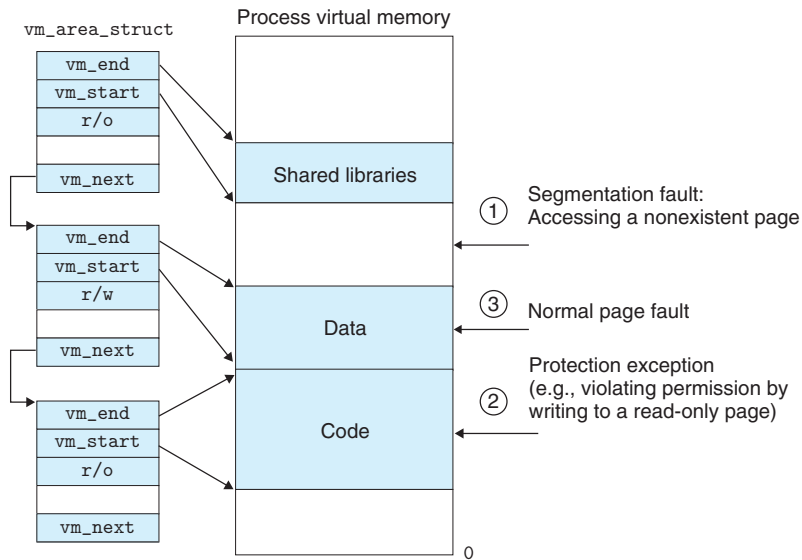 Process virtual memory
vm_area_struct
vm_end
vm_start
r/o
vm_next
vm_end
vm_start
r/w
vm_next
vm_end
vm_start
r/o
vm_next
Shared libraries
Data
Code
0
1
Segmentation fault:
Accessing a nonexistent page
3
Normal page fault
2
Protection exception
(e.g., violating permission by
writing to a read-only page)